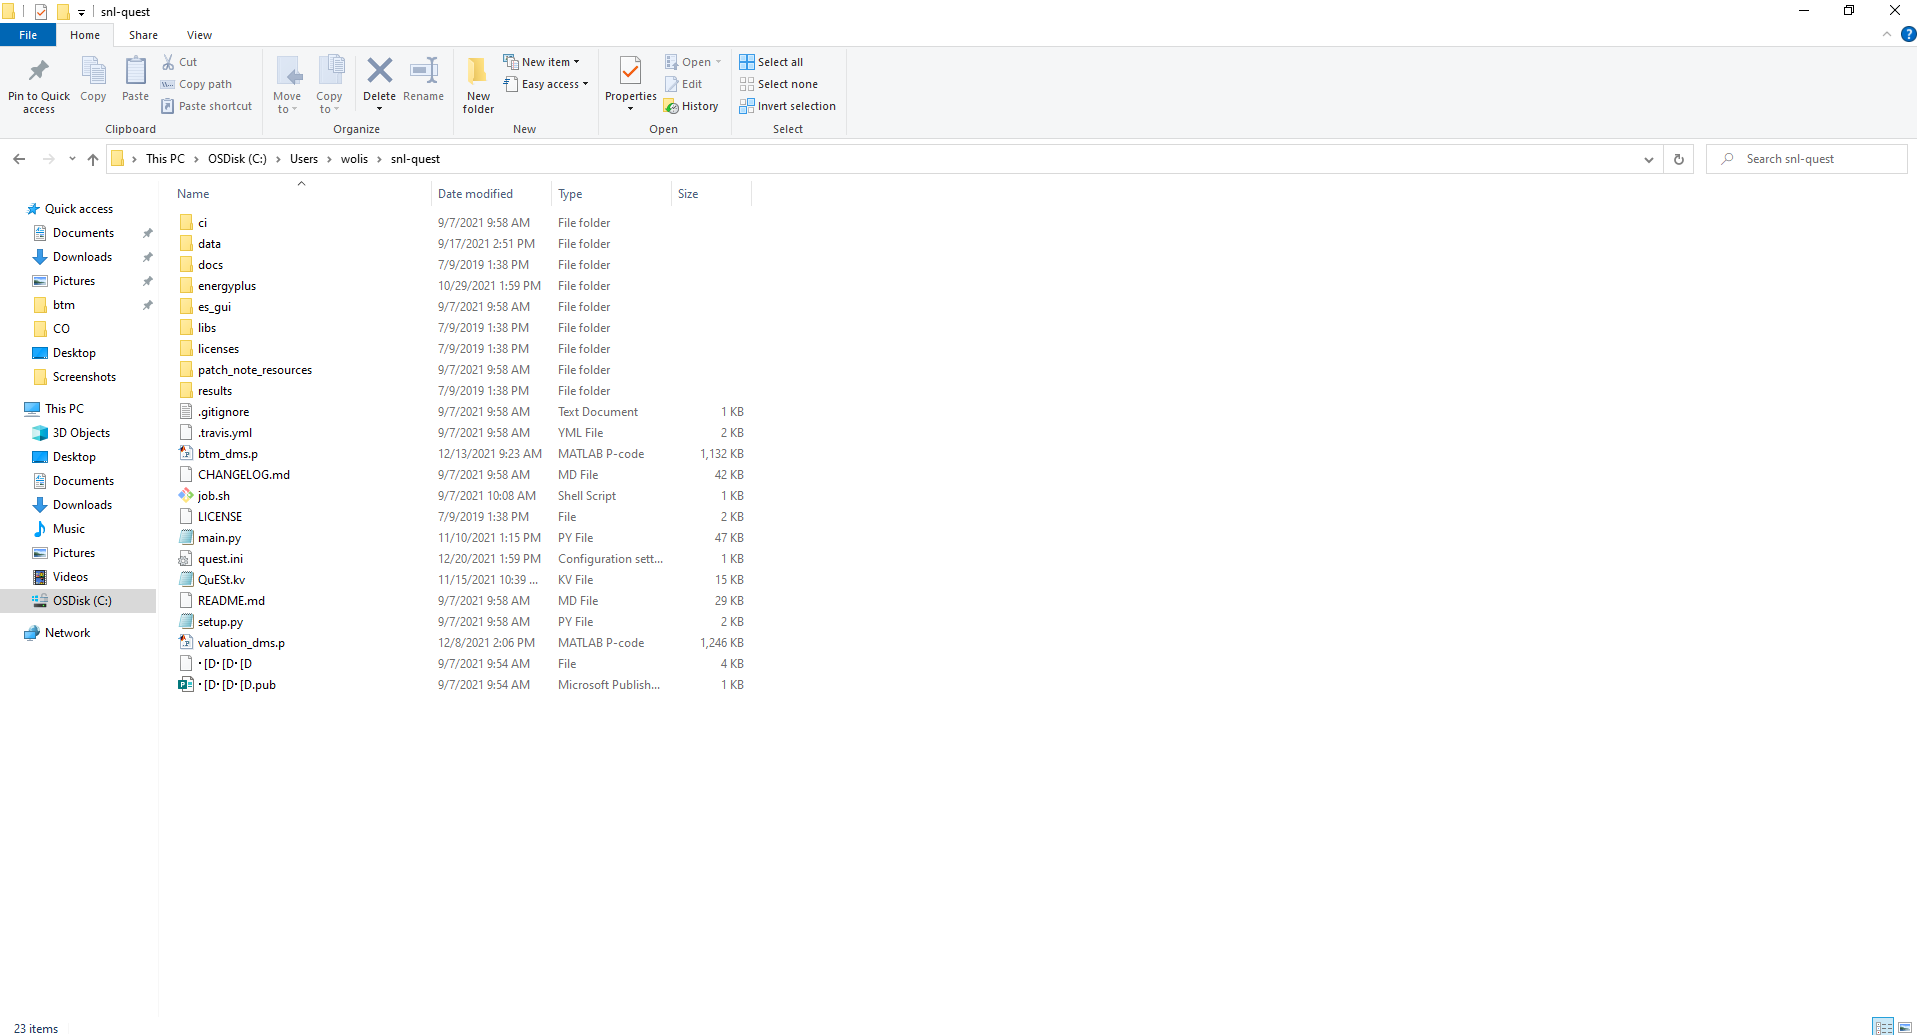 snl-quest
File Home Share View
Pin to Quick access
Copy
Paste
Cut
Copy path
Paste shortcut
Clipboard
Move to
Copy to
Delete
Rename
Organize
New folder
New item
Easy access
New
Properties
Open
Edit
History
Open
Select all
Select none
Invert selection
Select
This PC › OSDisk (C:) › Users › wolis › snl-quest
Search snl-quest
Quick access
Documents
Downloads
Pictures
btm
CO
Desktop
Screenshots
This PC
3D Objects
Desktop
Documents
Downloads
Music
Pictures
Videos
OSDisk (C:)
Network
Name Date modified Type Size
ci 9/7/2021 9:58 AM File folder
data 9/17/2021 2:51 PM File folder
docs 7/9/2019 1:38 PM File folder
energyplus 10/29/2021 1:59 PM File folder
es_gui 9/7/2021 9:58 AM File folder
libs 7/9/2019 1:38 PM File folder
licenses 7/9/2019 1:38 PM File folder
patch_note_resources 9/7/2021 9:58 AM File folder
results 7/9/2019 1:38 PM File folder
.gitignore 9/7/2021 9:58 AM Text Document 1 KB
.travis.yml 9/7/2021 9:58 AM YML File 2 KB
btm_dms.p 12/13/2021 9:23 AM MATLAB P-code 1,132 KB
CHANGELOG.md 9/7/2021 9:58 AM MD File 42 KB
job.sh 9/7/2021 10:08 AM Shell Script 1 KB
LICENSE 7/9/2019 1:38 PM File 2 KB
main.py 11/10/2021 1:15 PM PY File 47 KB
quest.ini 12/20/2021 1:59 PM Configuration sett... 1 KB
QuESt.kv 11/15/2021 10:39 ... KV File 15 KB
README.md 9/7/2021 9:58 AM MD File 29 KB
setup.py 9/7/2021 9:58 AM PY File 2 KB
valuation_dms.p 12/8/2021 2:06 PM MATLAB P-code 1,246 KB
·[D·[D·[D 9/7/2021 9:54 AM File 4 KB
·[D·[D·[D.pub 9/7/2021 9:54 AM Microsoft Publish... 1 KB
23 items